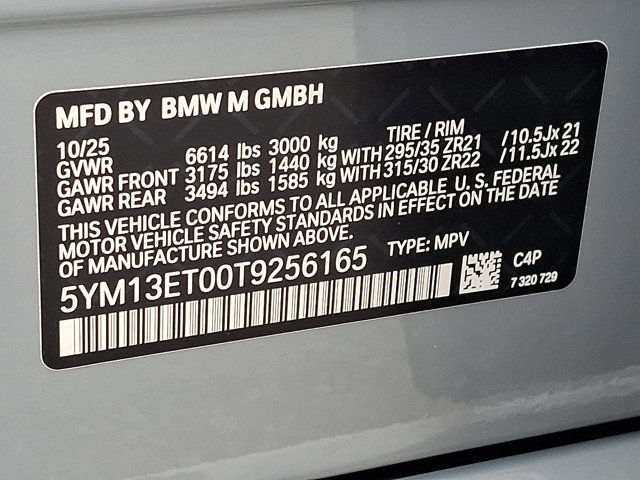 MFD BY BMW M GMBH
10/25 TIRE / RIM
GVWR 6614 lbs 3000 kg
GAWR FRONT 3175 lbs 1440 kg WITH 295/35 ZR21 /10.5Jx 21
GAWR REAR 3494 lbs 1585 kg WITH 315/30 ZR22 /11.5Jx 22
THIS VEHICLE CONFORMS TO ALL APPLICABLE U. S. FEDERAL
MOTOR VEHICLE SAFETY STANDARDS IN EFFECT ON THE DATE
OF MANUFACTURE SHOWN ABOVE.
5YM13ET00T9256165 TYPE: MPV
C4P
7 320 729